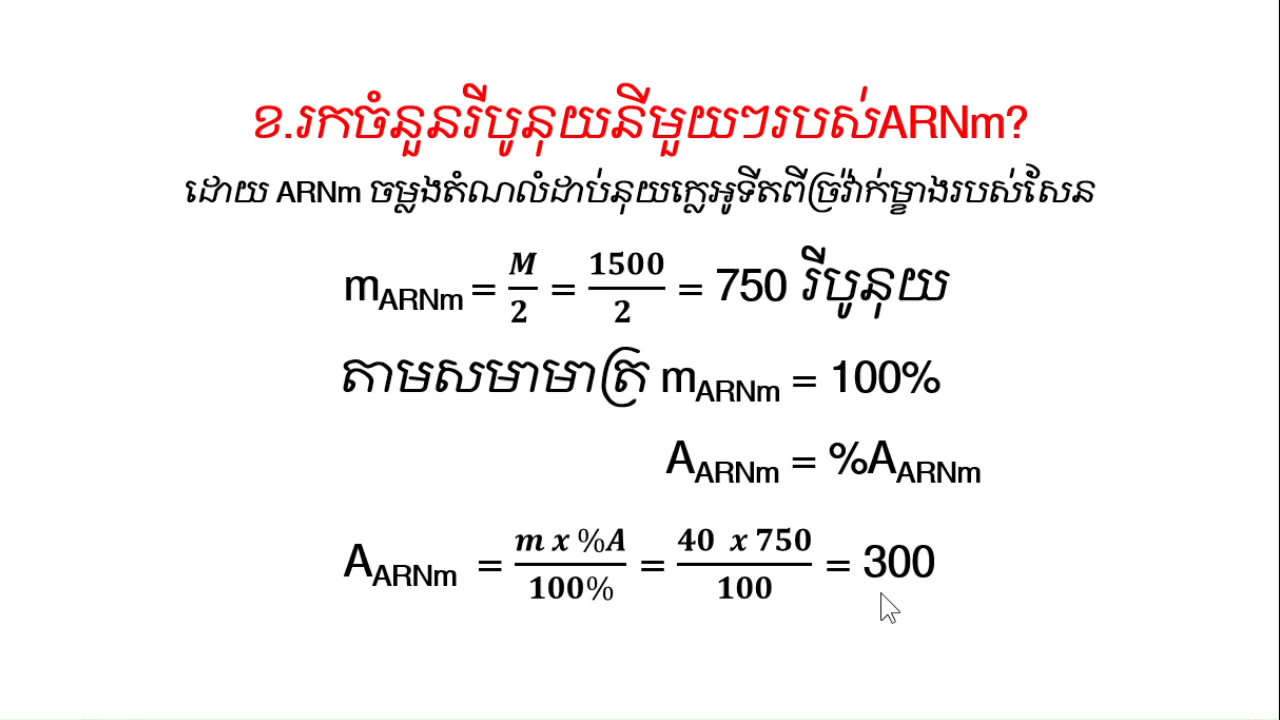 ខ.រកចំនួនរីបូនុយនីមួយៗរបស់ARNm?
ដោយ ARNm ចម្លងតំណលំដាប់នុយក្លេអូទីតពីច្រវ៉ាក់ម្ខាងរបស់សែន
mARNm = M/2 = 1500/2 = 750 រីបូនុយ
តាមសមាមាត្រ mARNm = 100%
AARNm = %AARNm
AARNm = m x %A/100% = 40 x 750/100 = 300